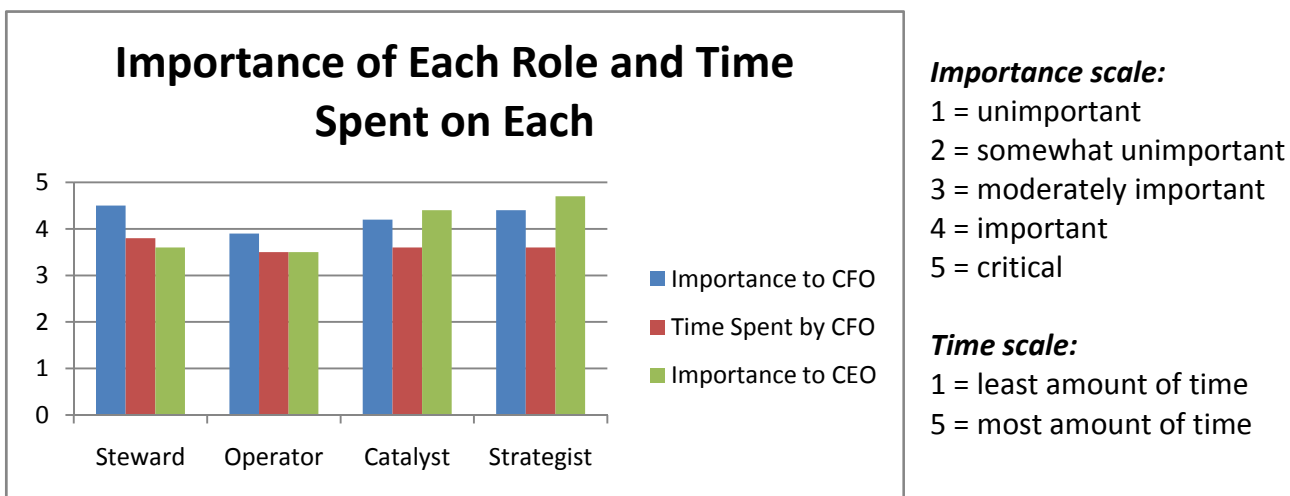 Importance of Each Role and Time
Spent on Each
5
4
3
2
1
0
Steward
Operator
Catalyst
Strategist
Importance to CFO
Time Spent by CFO
Importance to CEO
Importance scale:
1 = unimportant
2 = somewhat unimportant
3 = moderately important
4 = important
5 = critical
Time scale:
1 = least amount of time
5 = most amount of time